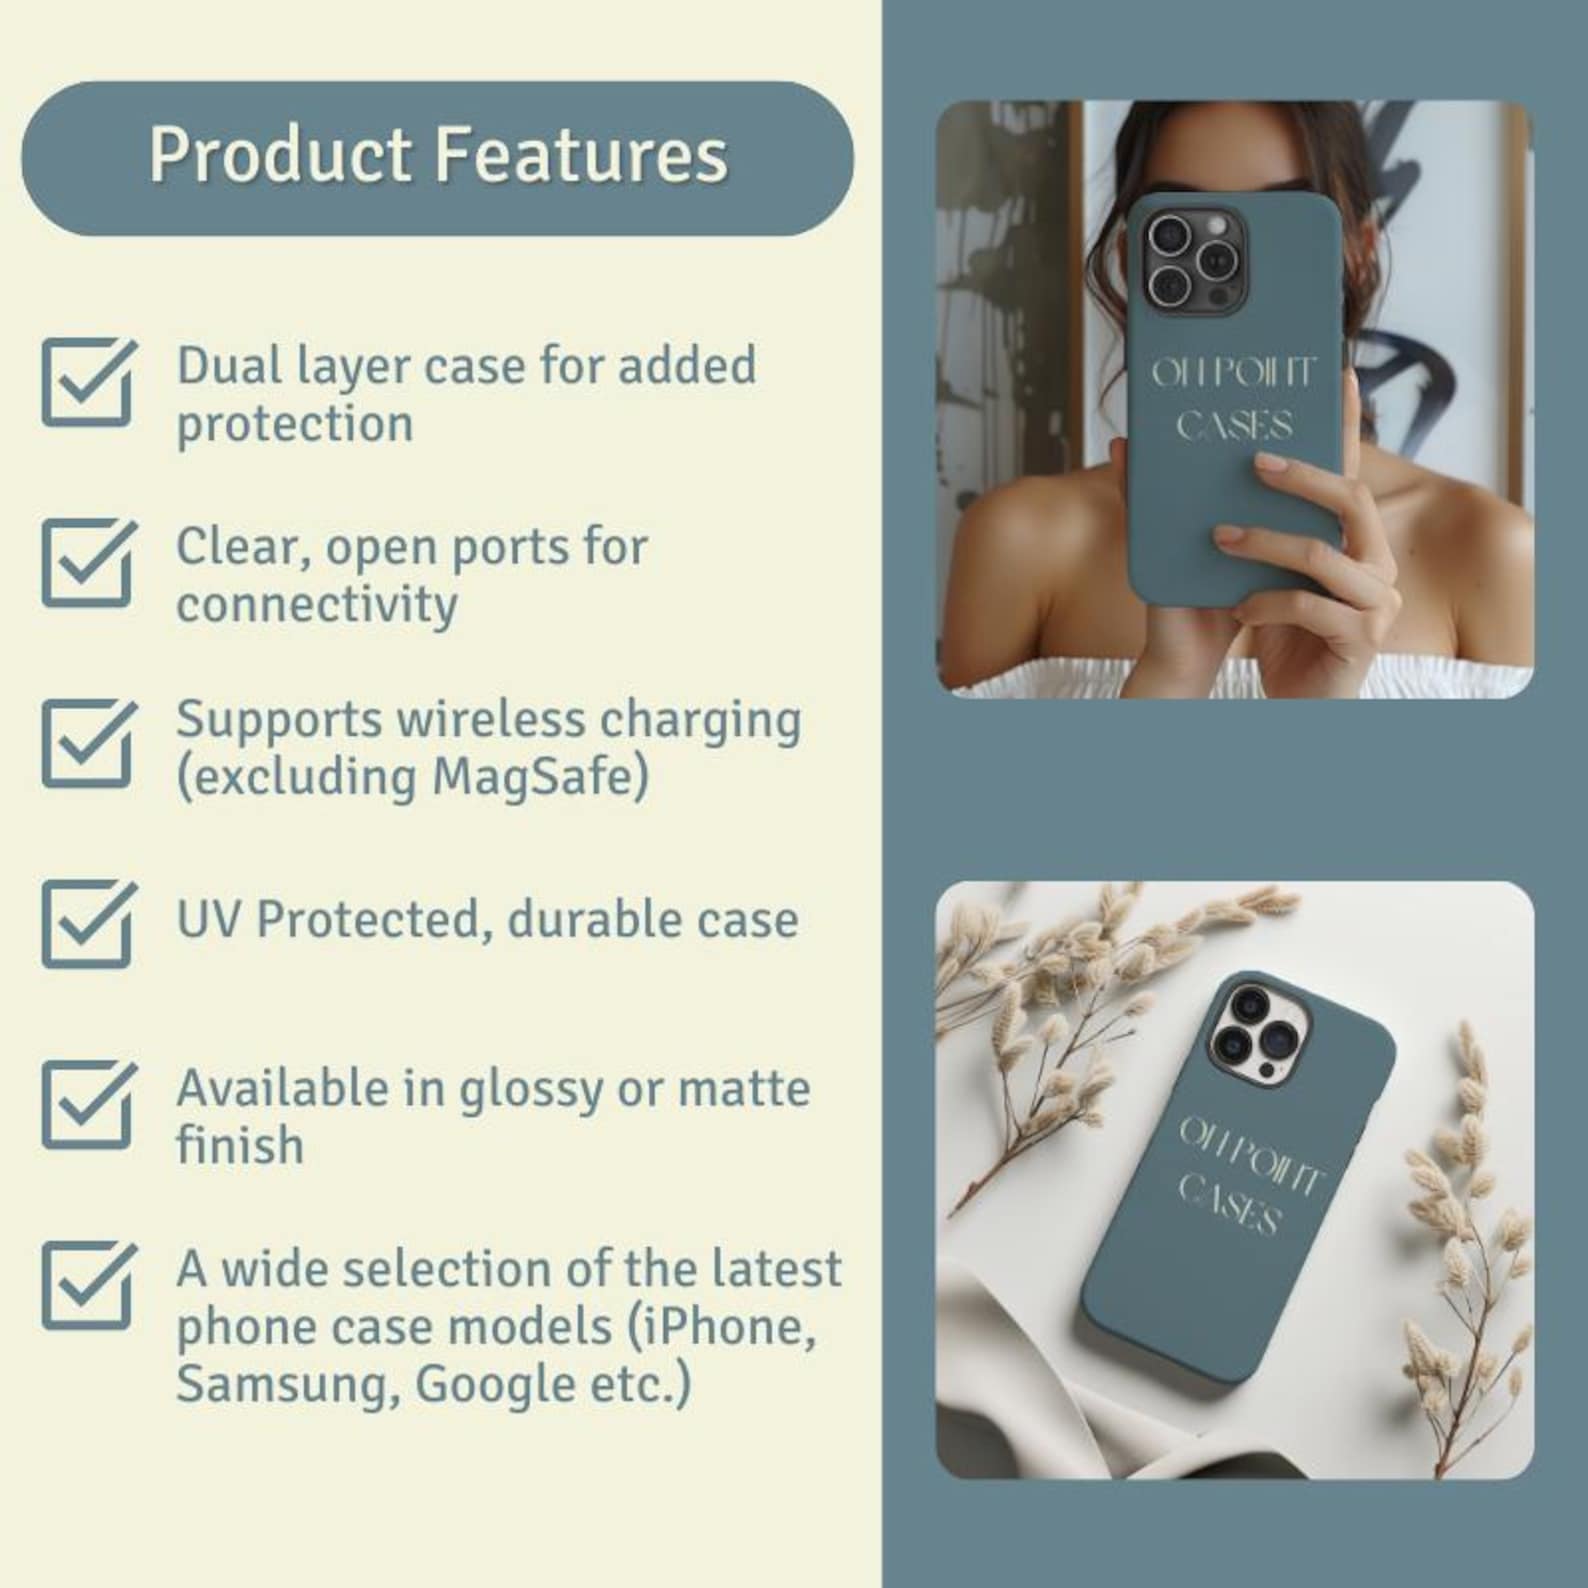 Product Features
Dual layer case for added
protection
Clear, open ports for
connectivity
Supports wireless charging
(excluding MagSafe)
UV Protected, durable case
Available in glossy or matte
finish
A wide selection of the latest
phone case models (iPhone,
Samsung, Google etc.)
ON POINT
CASES
ON POINT
CASES